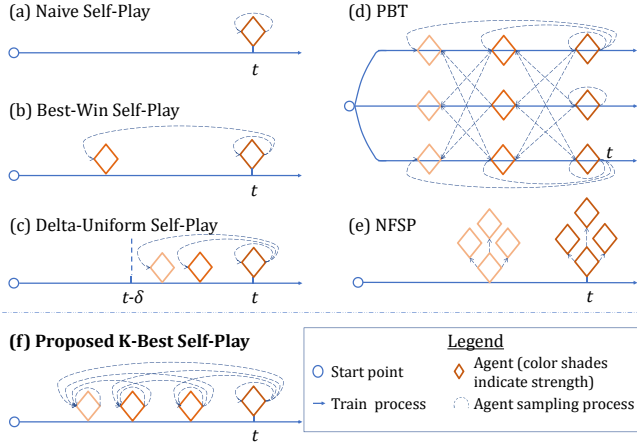 (a) Naive Self-Play
t
(b) Best-Win Self-Play
t
(c) Delta-Uniform Self-Play
t-δ
t
(d) PBT
t
(e) NFSP
t
(f) Proposed K-Best Self-Play
t
Legend
Start point
Agent (color shades
indicate strength)
Train process
Agent sampling process